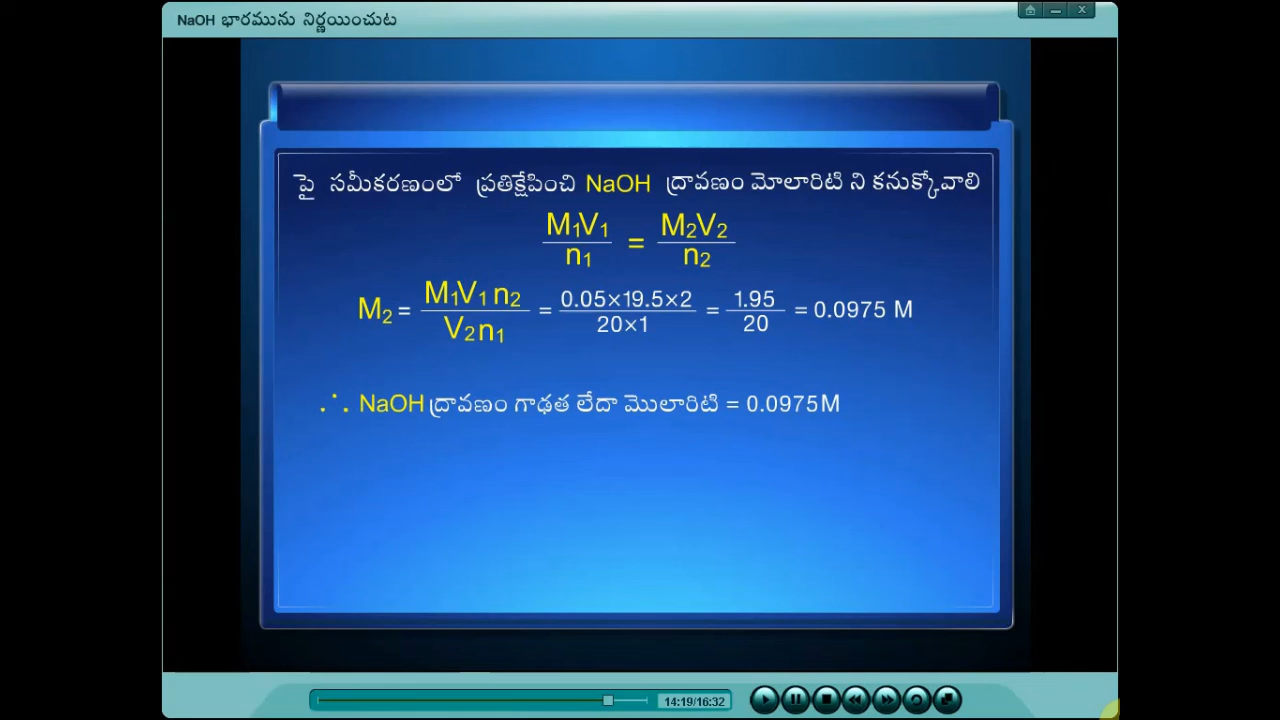 NaOH భారమును నిర్ణయించుట
పై సమీకరణంలో ప్రతిక్షేపించి NaOH ద్రావణం మోలారిటి ని కనుక్కోవాలి
M₁V₁/n₁ = M₂V₂/n₂
M₂ = M₁V₁n₂/V₂n₁ = 0.05×19.5×2/20×1 = 1.95/20 = 0.0975 M
∴ NaOH ద్రావణం గాఢత లేదా మొలారిటి = 0.0975M
14:19/16:32